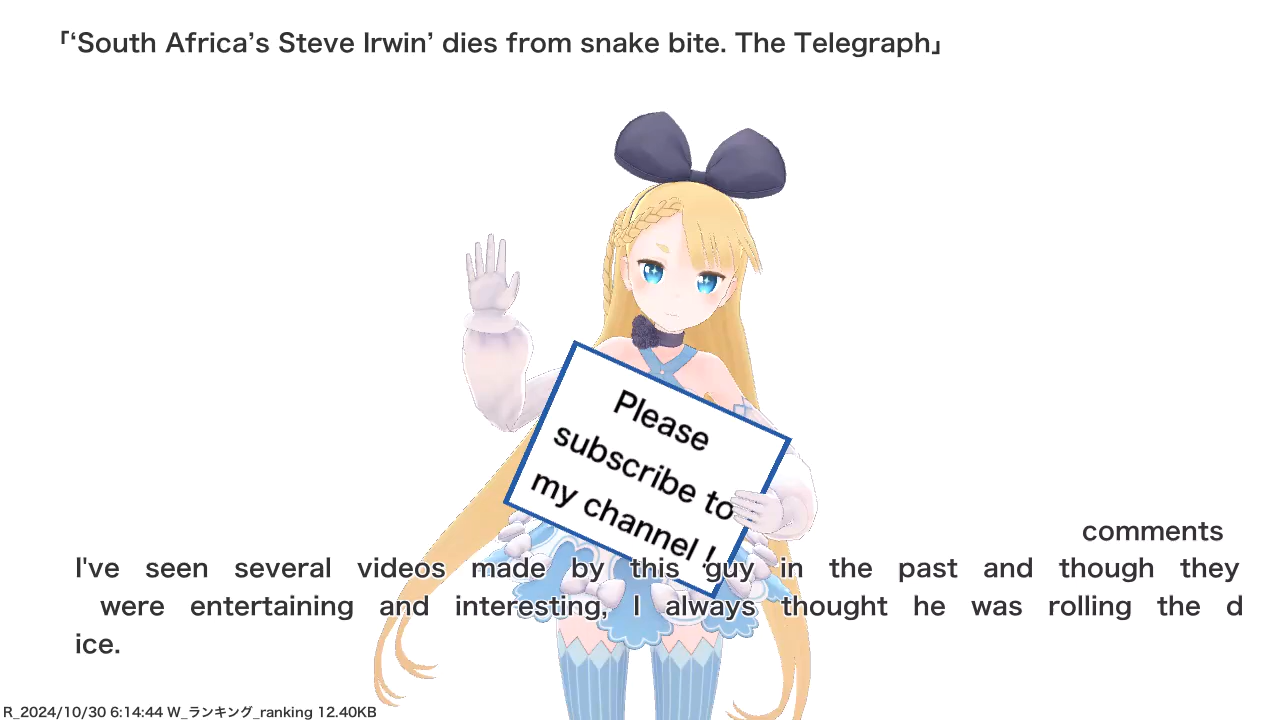 「‘South Africa’s Steve Irwin’ dies from snake bite. The Telegraph」
Please
subscribe to
my channel !
comments
I've seen several videos made by this guy in the past and though they
were entertaining and interesting, I always thought he was rolling the d
ice.
R_2024/10/30 6:14:44 W_ランキング_ranking 12.40KB